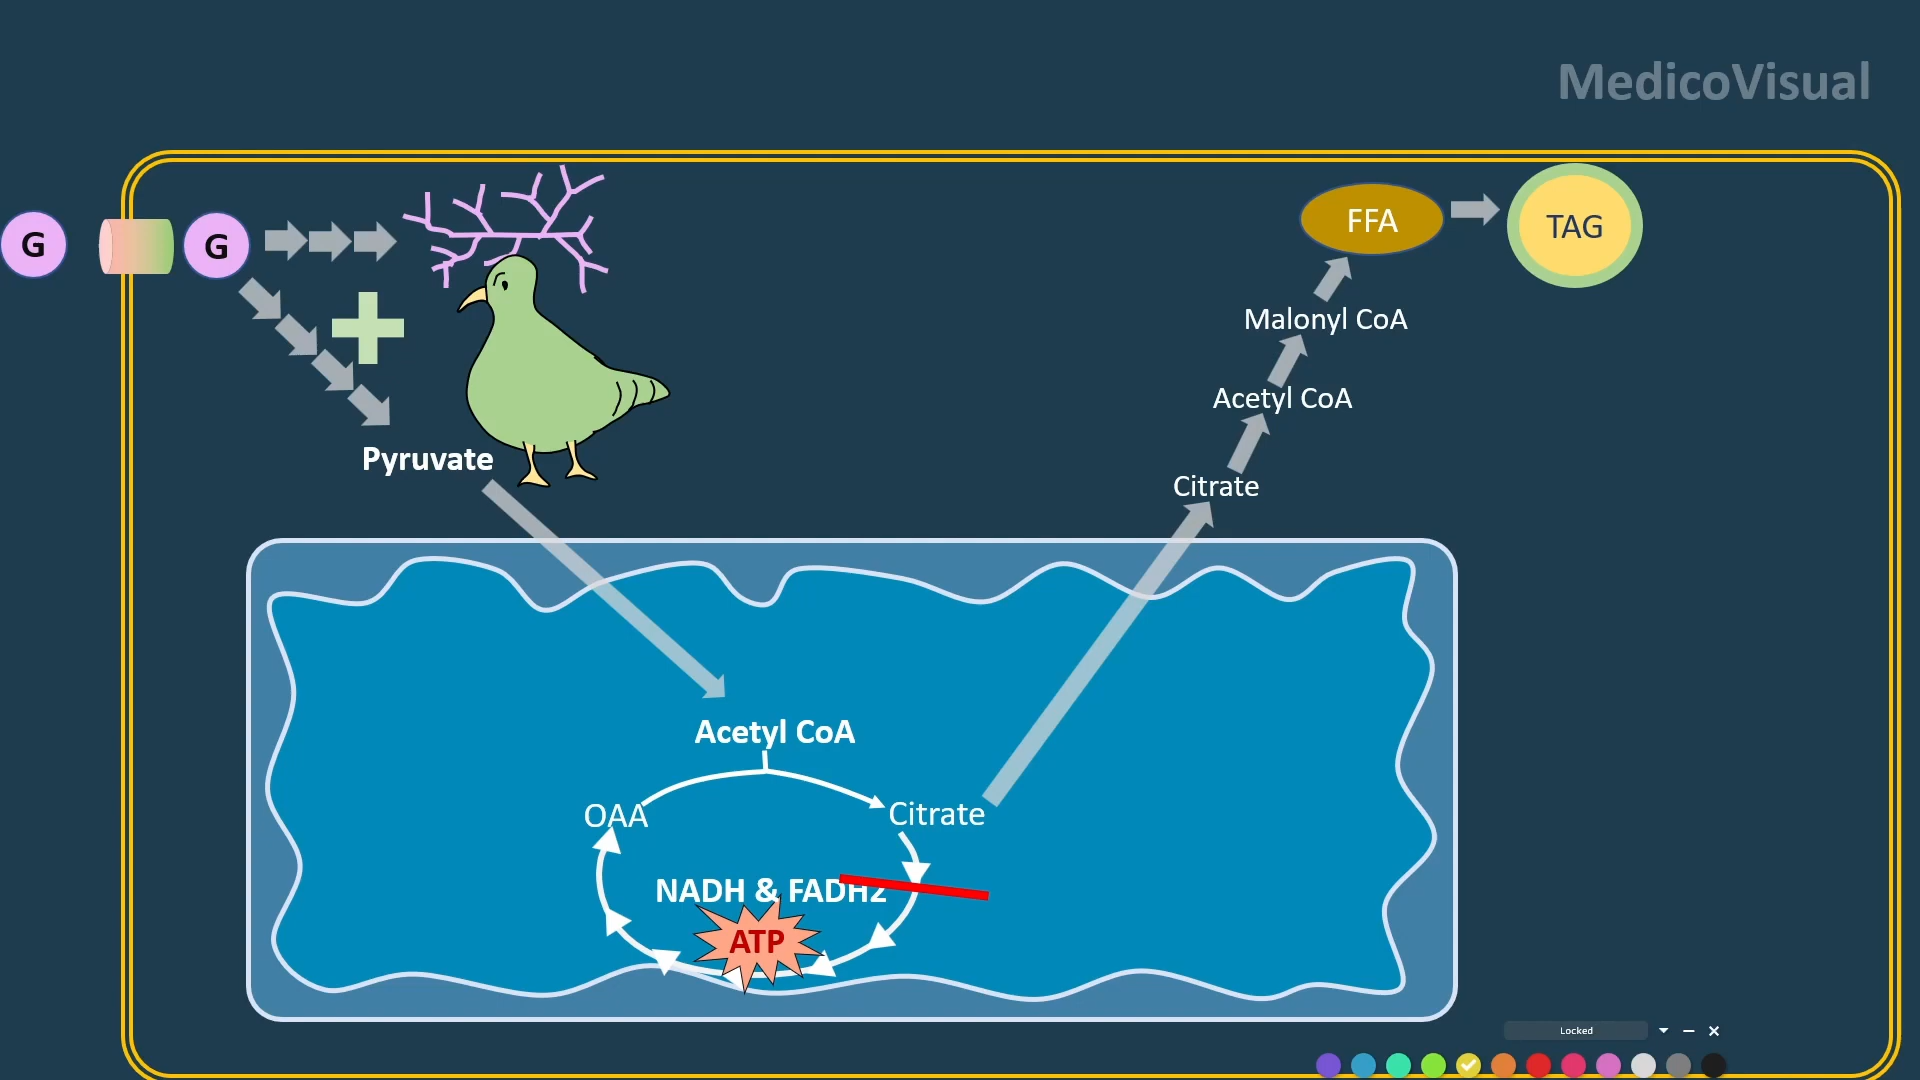 MedicoVisual
G
G
FFA
TAG
Malonyl CoA
Acetyl CoA
Pyruvate
Citrate
Acetyl CoA
OAA
Citrate
NADH & FADH2
ATP
Locked